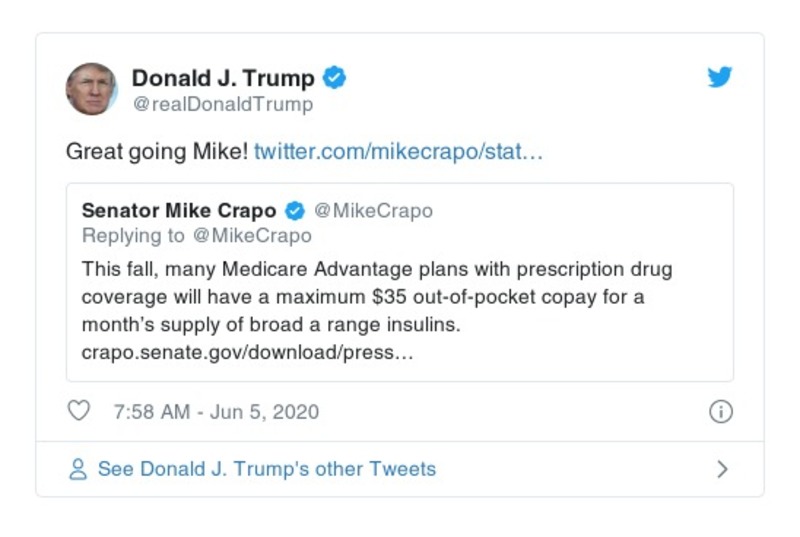 Donald J. Trump
@realDonaldTrump
Great going Mike! twitter.com/mikecrapo/stat…
Senator Mike Crapo @MikeCrapo
Replying to @MikeCrapo
This fall, many Medicare Advantage plans with prescription drug
coverage will have a maximum $35 out-of-pocket copay for a
month’s supply of broad a range insulins.
crapo.senate.gov/download/press…
7:58 AM - Jun 5, 2020
See Donald J. Trump's other Tweets